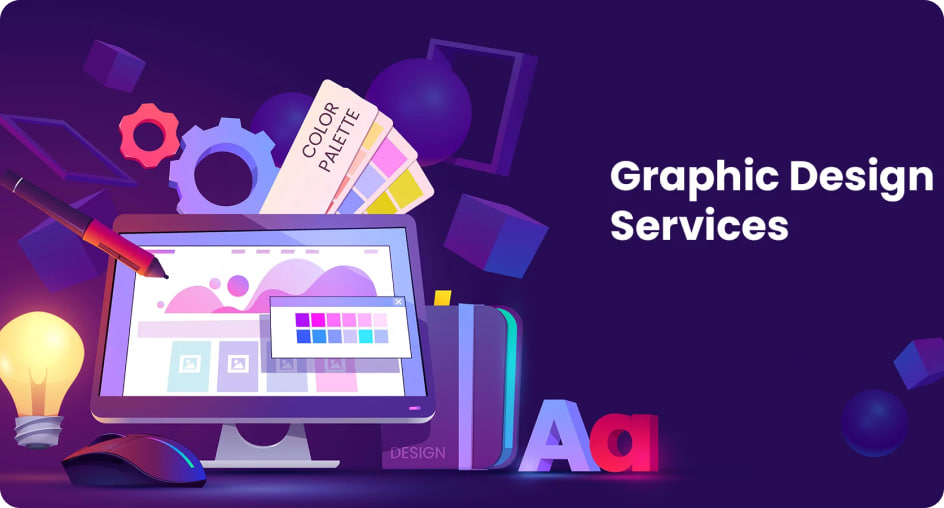 COLOR
PALETTE
Graphic Design
Services
DESIGN
Aa